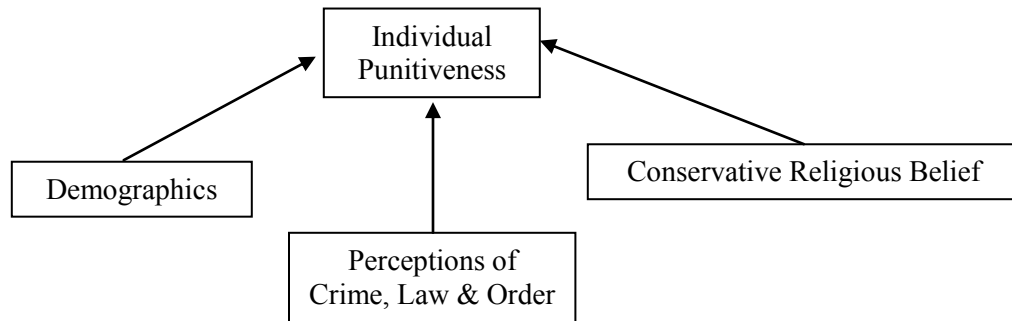 Individual
Punitiveness
Demographics
Conservative Religious Belief
Perceptions of
Crime, Law & Order